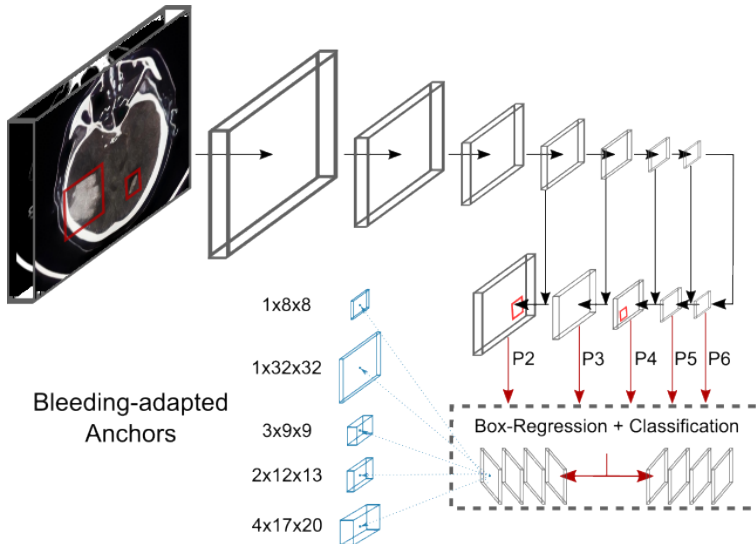 1x8x8
1x32x32
P2
P3
P4
P5
P6
Bleeding-adapted
Anchors
3x9x9
2x12x13
4x17x20
Box-Regression + Classification